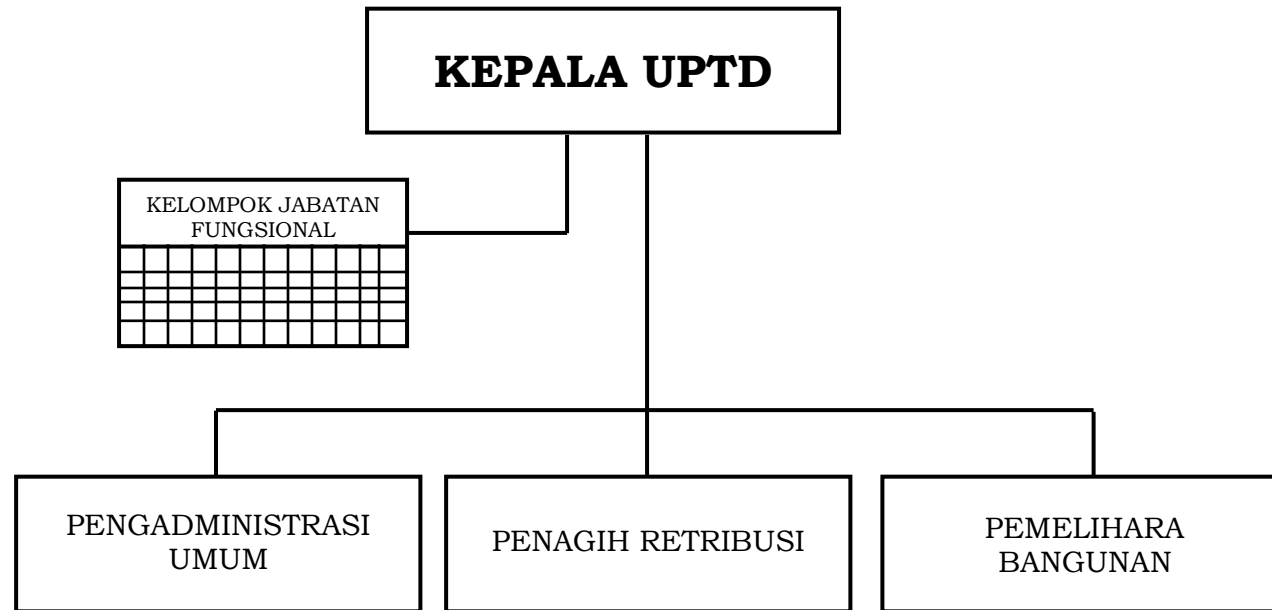 KEPALA UPTD
KELOMPOK JABATAN
FUNGSIONAL
PENGADMINISTRASI
UMUM
PENAGIH RETRIBUSI
PEMELIHARA
BANGUNAN